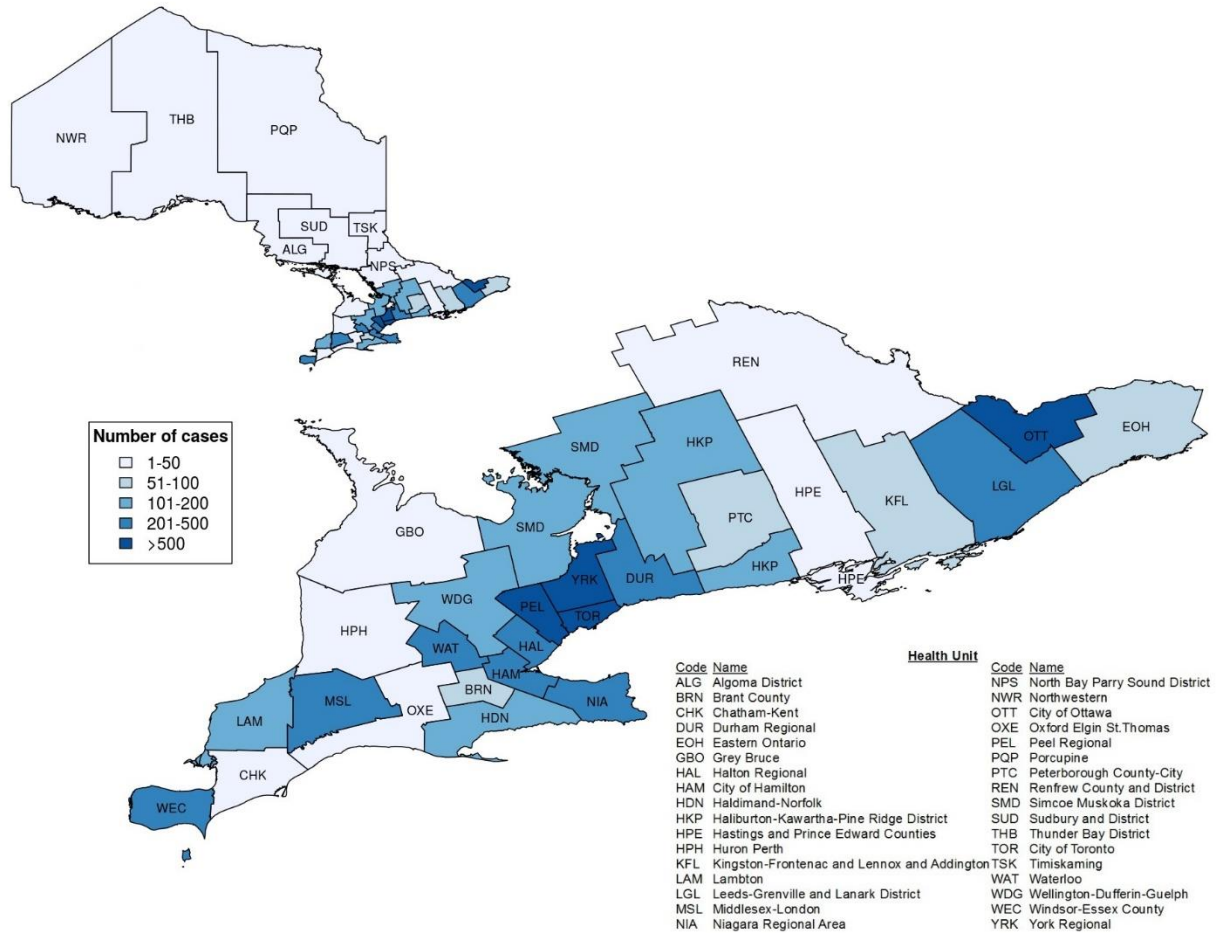 NWR
THB
PQP
SUD
TSK
ALG
NPS
Number of cases
1-50
51-100
101-200
201-500
>500
REN
SMD
HKP
OTT
EOH
LGL
HPE
KFL
PTC
GBO
SMD
YRK
DUR
HKP
HPE
WDG
PEL
TOR
HPH
WAT
HAL
HAM
BRN
NIA
MSL
LAM
OXE
HDN
CHK
WEC
Health Unit
Code Name
ALG Algoma District
BRN Brant County
CHK Chatham-Kent
DUR Durham Regional
EOH Eastern Ontario
GBO Grey Bruce
HAL Halton Regional
HAM City of Hamilton
HDN Haldimand-Norfolk
HKP Haliburton-Kawartha-Pine Ridge District
HPE Hastings and Prince Edward Counties
HPH Huron Perth
KFL Kingston-Frontenac and Lennox and Addington
LAM Lambton
LGL Leeds-Grenville and Lanark District
MSL Middlesex-London
NIA Niagara Regional Area
Code Name
NPS North Bay Parry Sound District
NWR Northwestern
OTT City of Ottawa
OXE Oxford Elgin St.Thomas
PEL Peel Regional
PQP Porcupine
PTC Peterborough County-City
REN Renfrew County and District
SMD Simcoe Muskoka District
SUD Sudbury and District
THB Thunder Bay District
TOR City of Toronto
TSK Timiskaming
WAT Waterloo
WDG Wellington-Dufferin-Guelph
WEC Windsor-Essex County
YRK York Regional